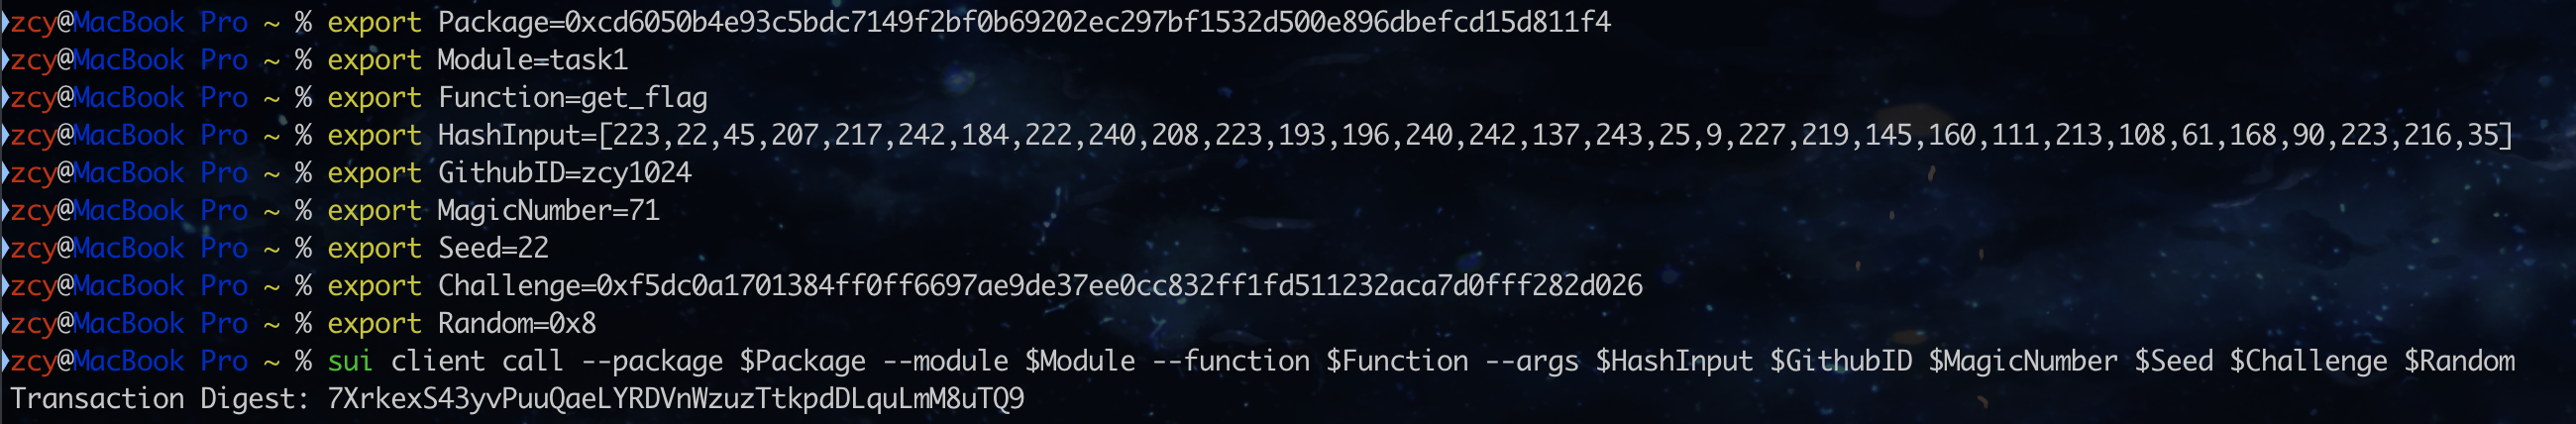 zcy@MacBook Pro ~ % export Package=0xcd6050b4e93c5bdc7149f2bf0b69202ec297bf1532d500e896dbefcd15d811f4
zcy@MacBook Pro ~ % export Module=task1
zcy@MacBook Pro ~ % export Function=get_flag
zcy@MacBook Pro ~ % export HashInput=[223,22,45,207,217,242,184,222,240,208,223,193,196,240,242,137,243,25,9,227,219,145,160,111,213,108,61,168,90,223,216,35]
zcy@MacBook Pro ~ % export GithubID=zcy1024
zcy@MacBook Pro ~ % export MagicNumber=71
zcy@MacBook Pro ~ % export Seed=22
zcy@MacBook Pro ~ % export Challenge=0xf5dc0a1701384ff0ff6697ae9de37ee0cc832ff1fd511232aca7d0fff282d026
zcy@MacBook Pro ~ % export Random=0x8
zcy@MacBook Pro ~ % sui client call --package $Package --module $Module --function $Function --args $HashInput $GithubID $MagicNumber $Seed $Challenge $Random
Transaction Digest: 7XrkexS43yvPuuQaeLYRDVnWzuzTtkpdDLquLmM8uTQ9